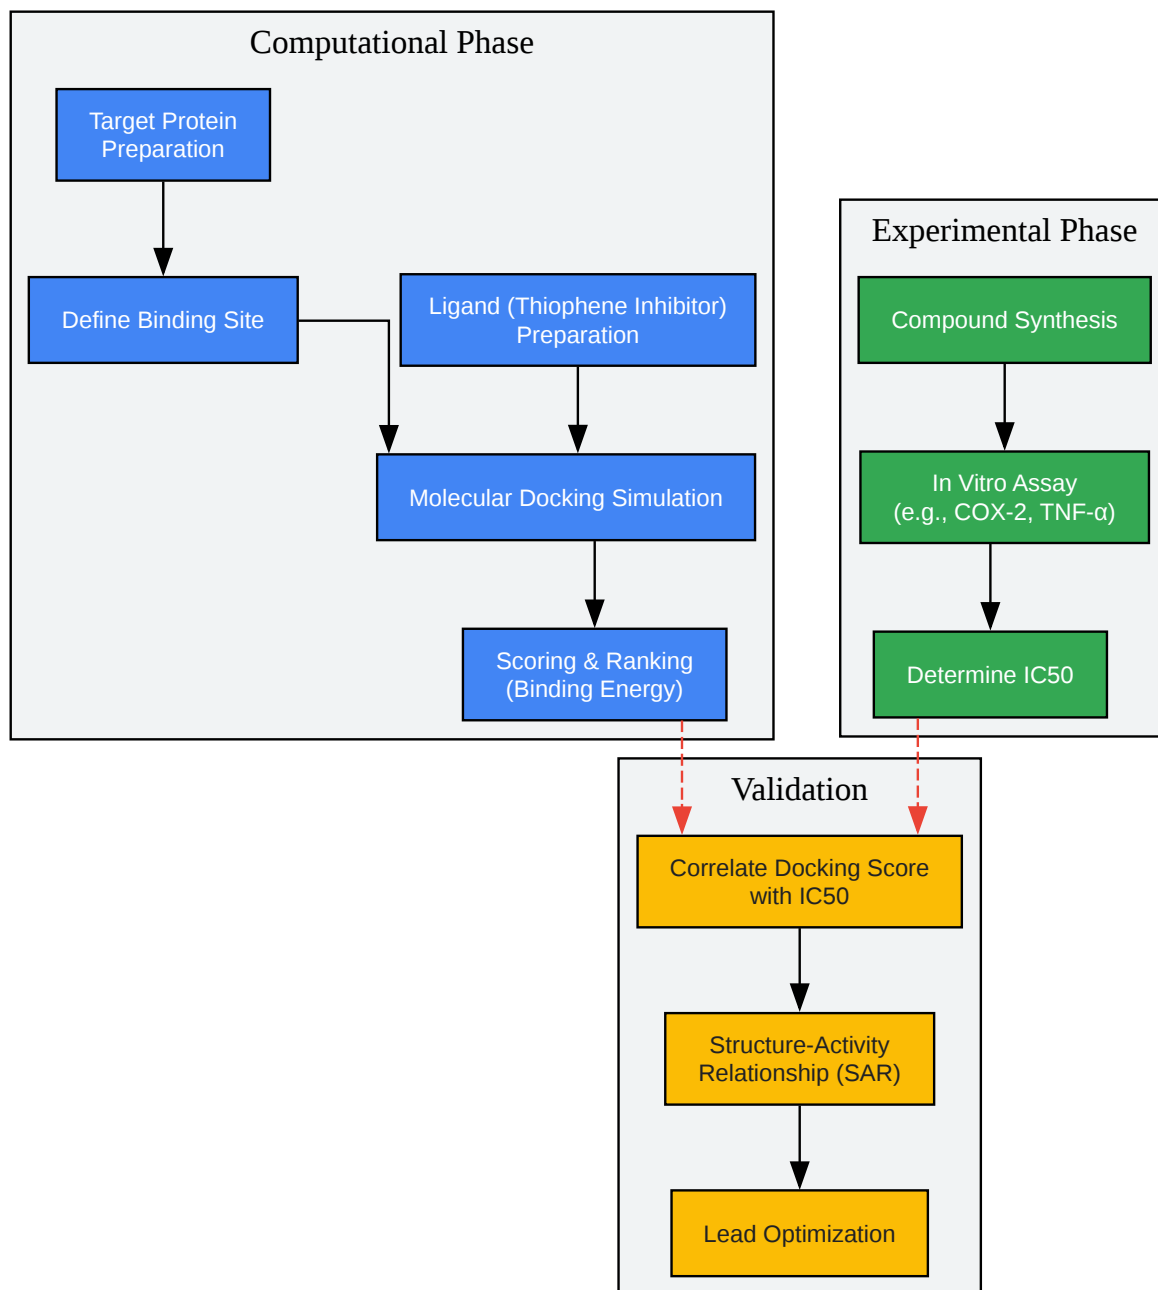 Computational Phase
Target Protein
Preparation
Define Binding Site
Ligand (Thiophene Inhibitor)
Preparation
Molecular Docking Simulation
Scoring & Ranking
(Binding Energy)
Experimental Phase
Compound Synthesis
In Vitro Assay
(e.g., COX-2, TNF-α)
Determine IC50
Validation
Correlate Docking Score
with IC50
Structure-Activity
Relationship (SAR)
Lead Optimization